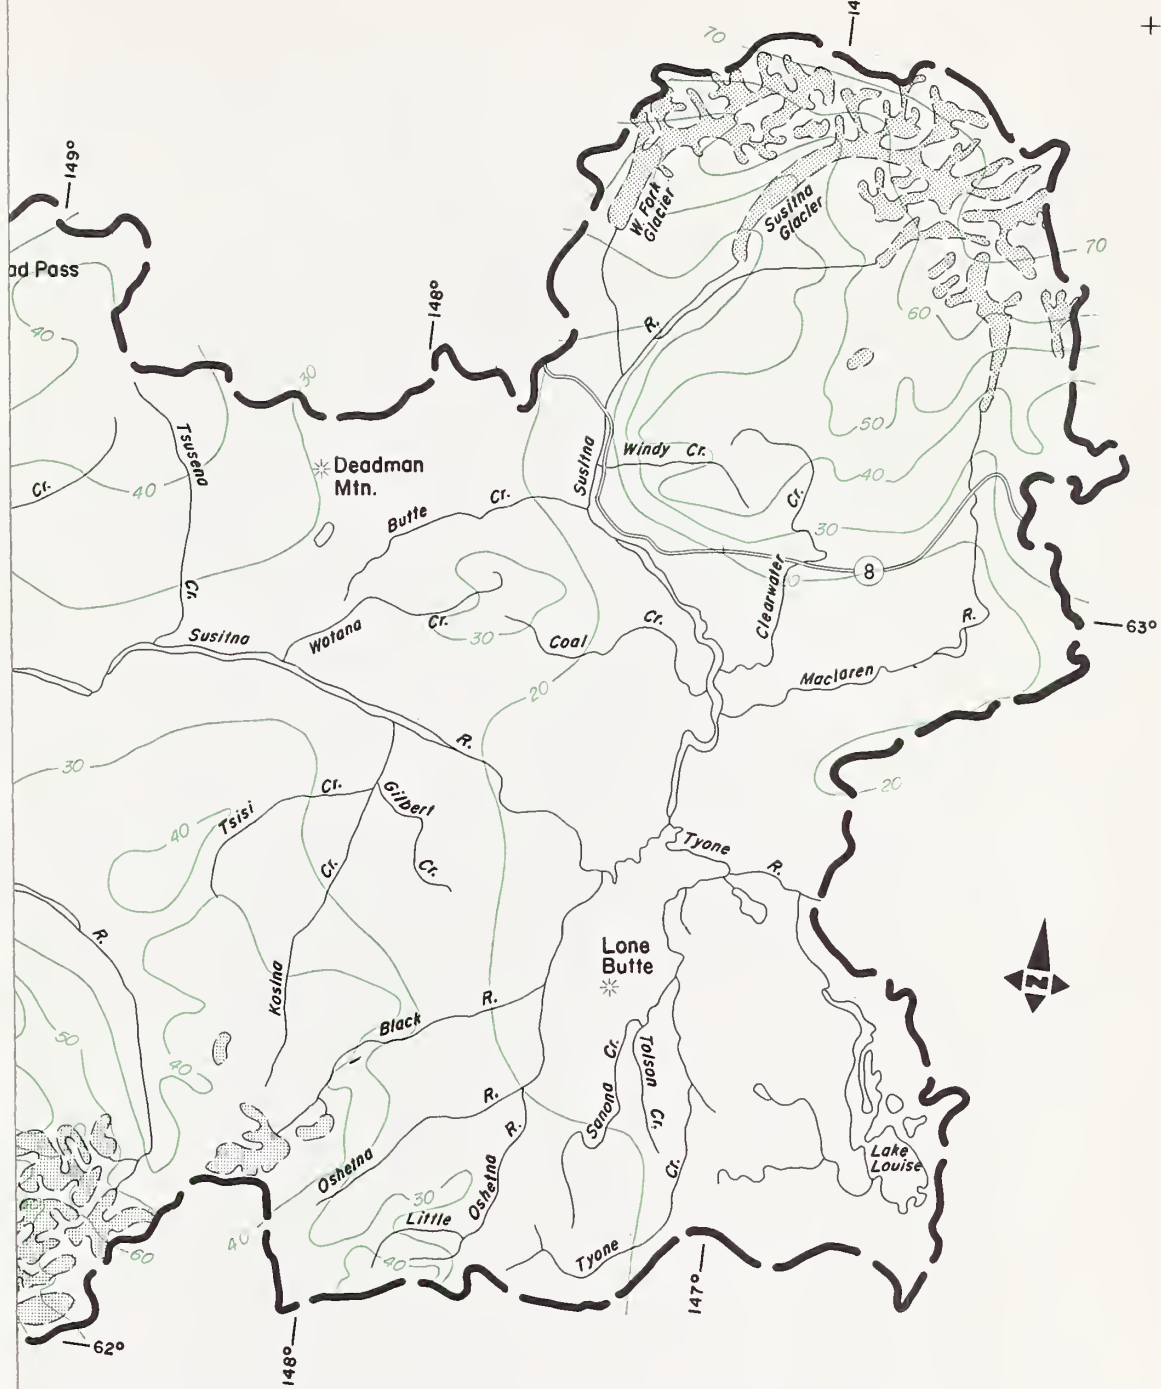 70
14
149°
W. Fork
Glacier
Susitna
Glacier
ad Pass
70
148°
R.
60
40
30
Tsusena
Deadman
Mtn.
Susitna
Windy Cr.
50
40
Cr.
40
Butte Cr.
Cr.
30
8
Cr.
Clearwater
R.
63°
Susitna
Watana
Cr.
30
Coal
Cr.
Maclaren
20
R.
30
Cr.
Gilbert
20
Tsisi
40
Tyone
R.
Cr.
Cr.
R.
Lone
Butte
Kosina
R.
N
Black
50
40
Cr.
Tolson
R.
Sanona
Cr.
R.
Lake
Louise
Oshetna
Oshetna
Cr.
30
Little
40
60
40
Tyone
147°
62°
148°